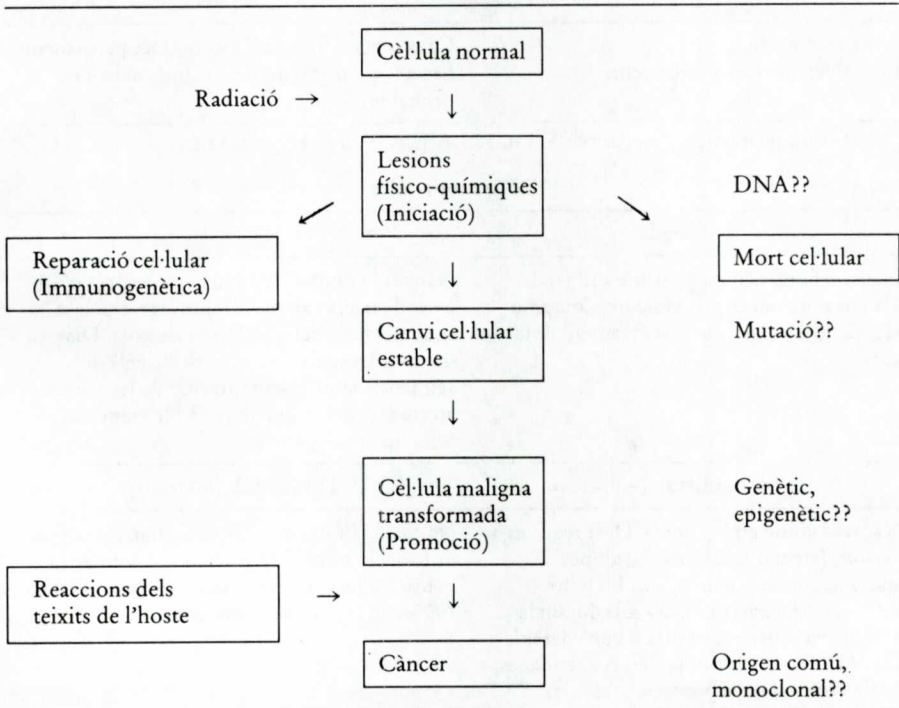 Cèl·lula normal
Radiació →
Lesions
físico-químiques
(Iniciació)
DNA??
Reparació cel·lular
(Immunogenètica)
Mort cel·lular
Canvi cel·lular
estable
Mutació??
Cèl·lula maligna
transformada
(Promoció)
Genètic,
epigenètic??
Reaccions dels
teixits de l'hoste
Càncer
Origen comú,
monoclonal??